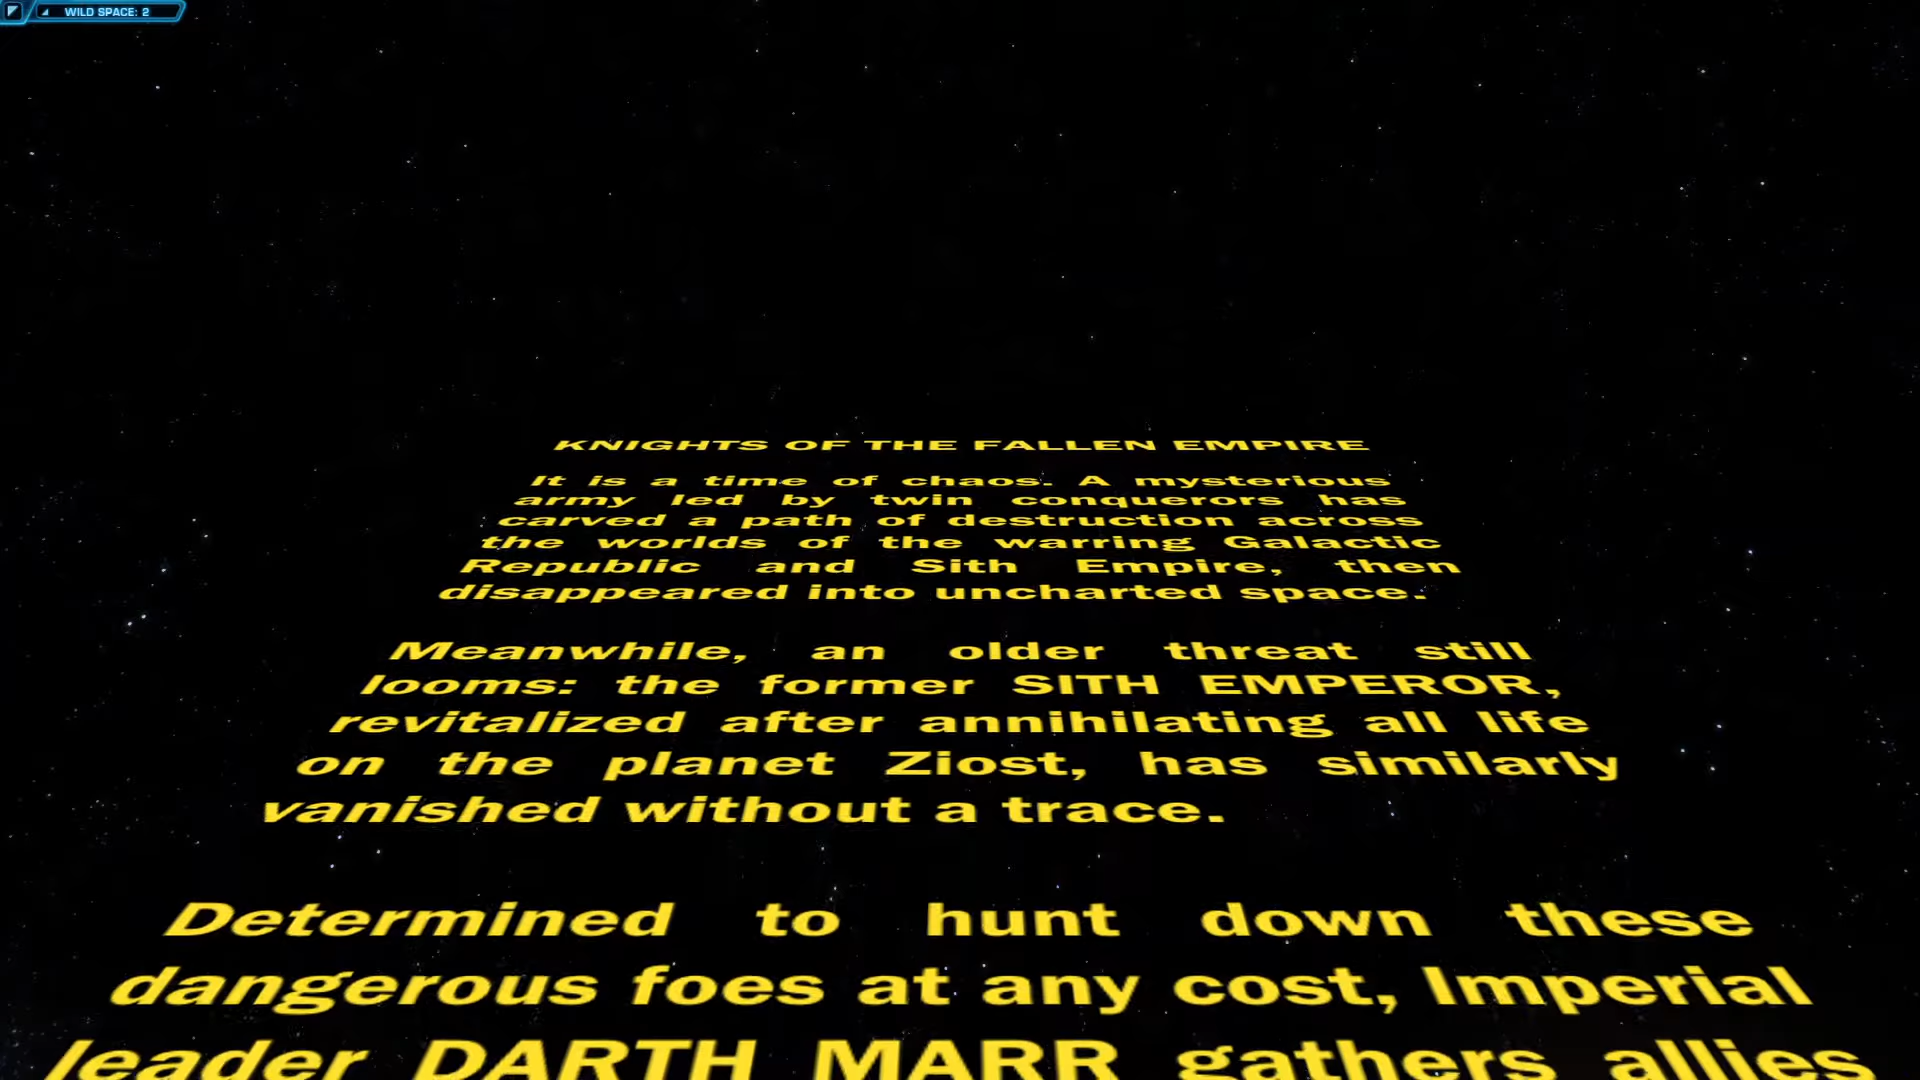 WILD SPACE: 2
KNIGHTS OF THE FALLEN EMPIRE
It is a time of chaos. A mysterious
army led by twin conquerors has
carved a path of destruction across
the worlds of the warring Galactic
Republic and Sith Empire, then
disappeared into uncharted space.
Meanwhile, an older threat still
looms: the former SITH EMPEROR,
revitalized after annihilating all life
on the planet Ziost, has similarly
vanished without a trace.
Determined to hunt down these
dangerous foes at any cost, Imperial
leader DARTH MARR gathers allies